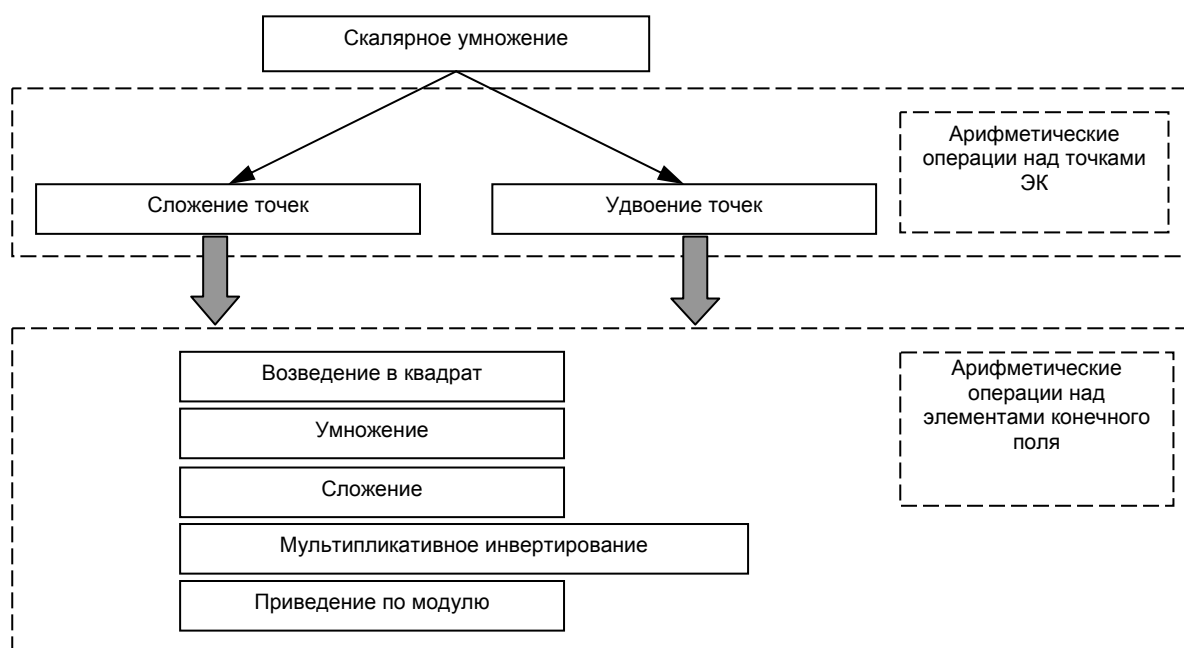 Скалярное умножение
Арифметические
операции над точками
ЭК
Сложение точек
Удвоение точек
Возведение в квадрат
Умножение
Сложение
Мультипликативное инвертирование
Приведение по модулю
Арифметические
операции над
элементами конечного
поля